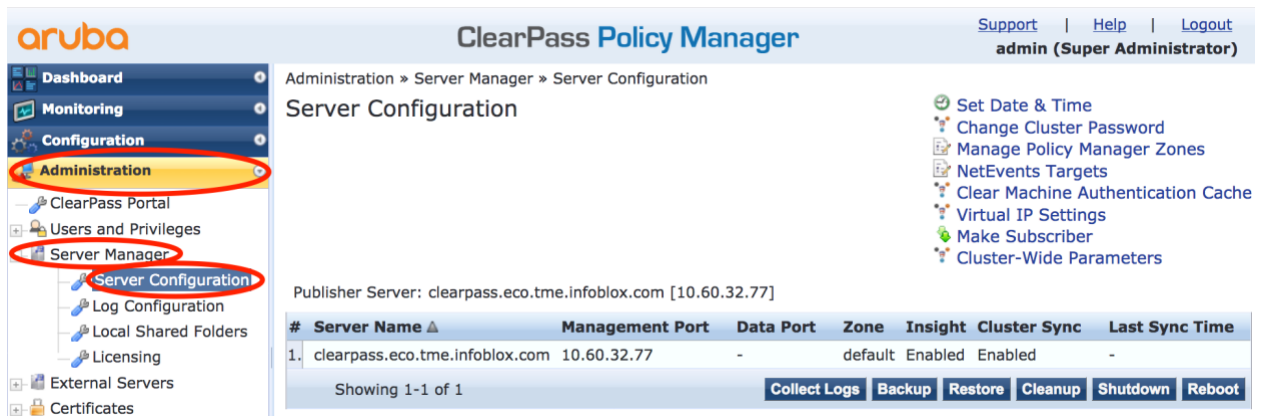 aruba
ClearPass Policy Manager
Support | Help | Logout
admin (Super Administrator)
Dashboard
Monitoring
Configuration
Administration
ClearPass Portal
Users and Privileges
Server Manager
Server Configuration
Log Configuration
Local Shared Folders
Licensing
External Servers
Certificates
Administration » Server Manager » Server Configuration
Server Configuration
Set Date & Time
Change Cluster Password
Manage Policy Manager Zones
NetEvents Targets
Clear Machine Authentication Cache
Virtual IP Settings
Make Subscriber
Cluster-Wide Parameters
Publisher Server: clearpass.eco.tme.infoblox.com [10.60.32.77]
# Server Name Management Port Data Port Zone Insight Cluster Sync Last Sync Time
1. clearpass.eco.tme.infoblox.com 10.60.32.77 - default Enabled Enabled -
Showing 1-1 of 1 Collect Logs Backup Restore Cleanup Shutdown Reboot